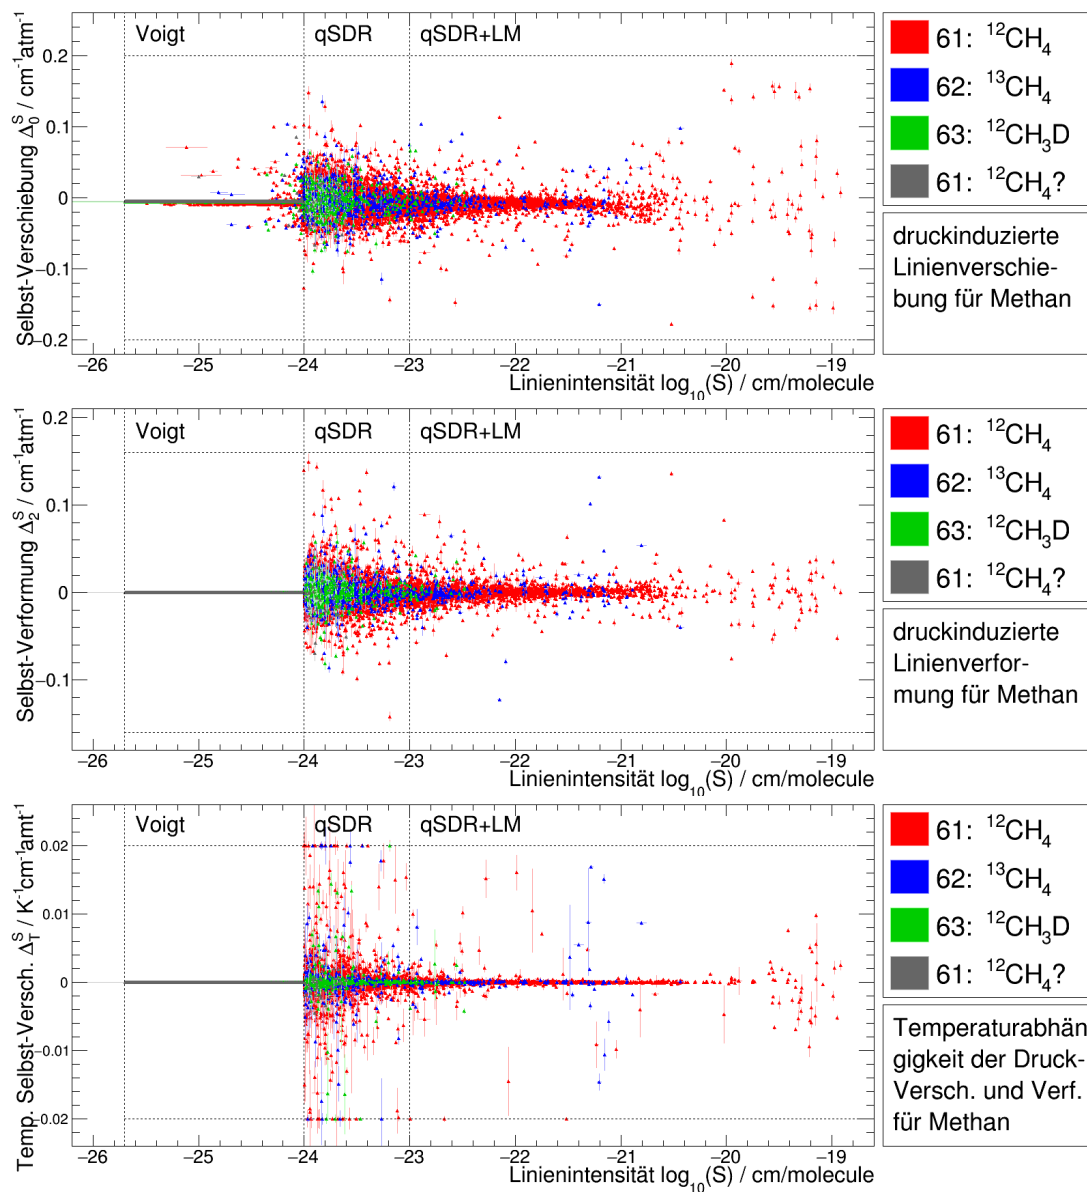 Voigt qSDR qSDR+LM
Selbst-Verschiebung Δ₀ˢ / cm⁻¹atm⁻¹
0.2
0.1
0
−0.1
−0.2
−26 −25 −24 −23 −22 −21 −20 −19
Linienintensität log₁₀(S) / cm/molecule
61: ¹²CH₄
62: ¹³CH₄
63: ¹²CH₃D
61: ¹²CH₄?
druckinduzierte
Linienverschie-
bung für Methan
Voigt qSDR qSDR+LM
Selbst-Verformung Δ₂ˢ / cm⁻¹atm⁻¹
0.2
0.1
0
−0.1
−26 −25 −24 −23 −22 −21 −20 −19
Linienintensität log₁₀(S) / cm/molecule
61: ¹²CH₄
62: ¹³CH₄
63: ¹²CH₃D
61: ¹²CH₄?
druckinduzierte
Linienverfor-
mung für Methan
Voigt qSDR qSDR+LM
Temp. Selbst-Versch. Δ_Tˢ / K⁻¹cm⁻¹amt⁻¹
0.02
0.01
0
−0.01
−0.02
−26 −25 −24 −23 −22 −21 −20 −19
Linienintensität log₁₀(S) / cm/molecule
61: ¹²CH₄
62: ¹³CH₄
63: ¹²CH₃D
61: ¹²CH₄?
Temperaturabhän
gigkeit der Druck-
Versch. und Verf.
für Methan